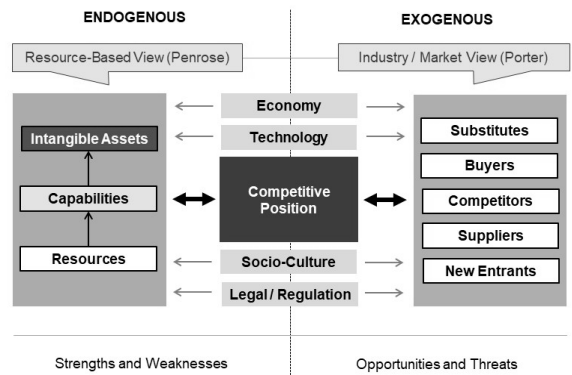 ENDOGENOUS
EXOGENOUS
Resource-Based View (Penrose)
Industry / Market View (Porter)
Economy
Technology
Competitive
Position
Socio-Culture
Legal / Regulation
Intangible Assets
Capabilities
Resources
Substitutes
Buyers
Competitors
Suppliers
New Entrants
Strengths and Weaknesses
Opportunities and Threats